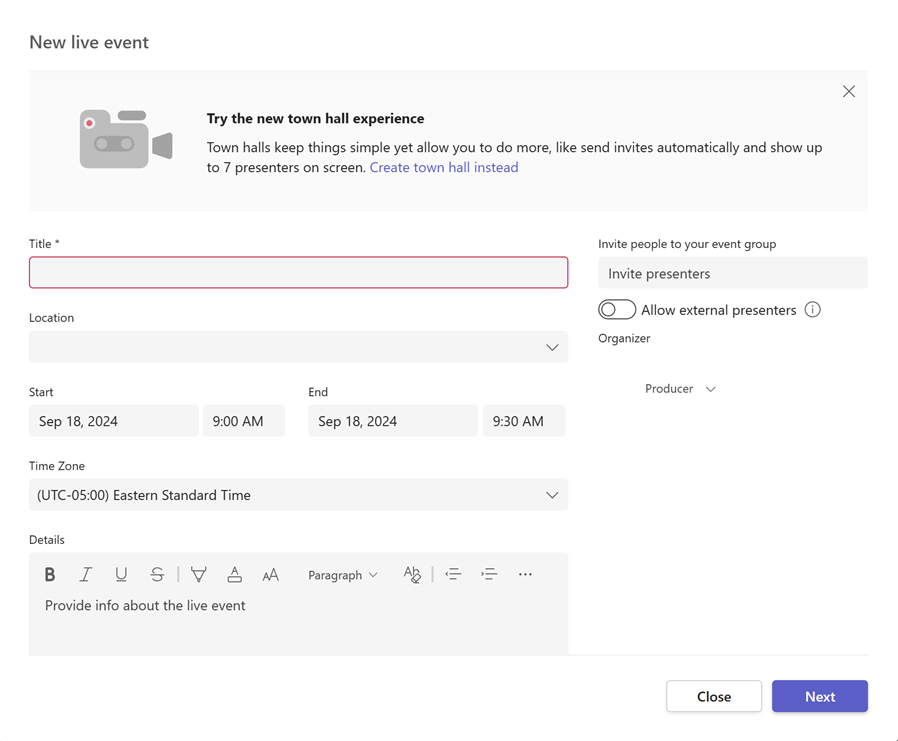 New live event
Try the new town hall experience
Town halls keep things simple yet allow you to do more, like send invites automatically and show up
to 7 presenters on screen. Create town hall instead
Title *
Invite people to your event group
Invite presenters
Allow external presenters
Location
Organizer
Producer
Start
End
Sep 18, 2024 9:00 AM Sep 18, 2024 9:30 AM
Time Zone
(UTC-05:00) Eastern Standard Time
Details
B I U S A AA Paragraph Ab
Provide info about the live event
Close
Next